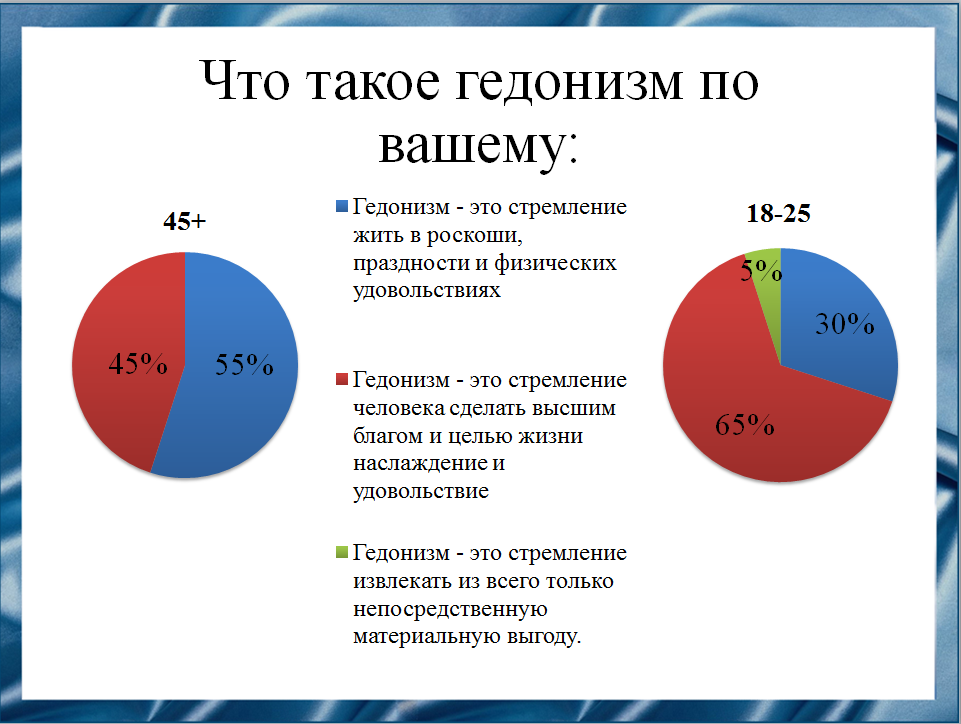 Что такое гедонизм по
вашему:
45+
45%
55%
Гедонизм - это стремление
жить в роскоши,
праздности и физических
удовольствиях
Гедонизм - это стремление
человека сделать высшим
благом и целью жизни
наслаждение и
удовольствие
Гедонизм - это стремление
извлекать из всего только
непосредственную
материальную выгоду.
18-25
5%
30%
65%